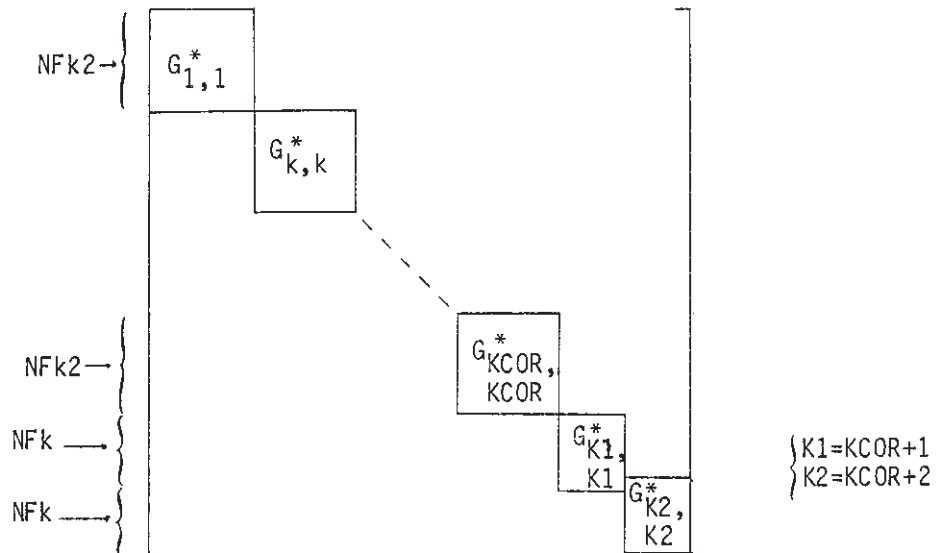 NFk2→ { G*1,1
G*k,k
NFk2→ { G*KCOR,
KCOR
NFk → { G*K1,
K1
{K1=KCOR+1
K2=KCOR+2
NFk → { G*K2,
K2